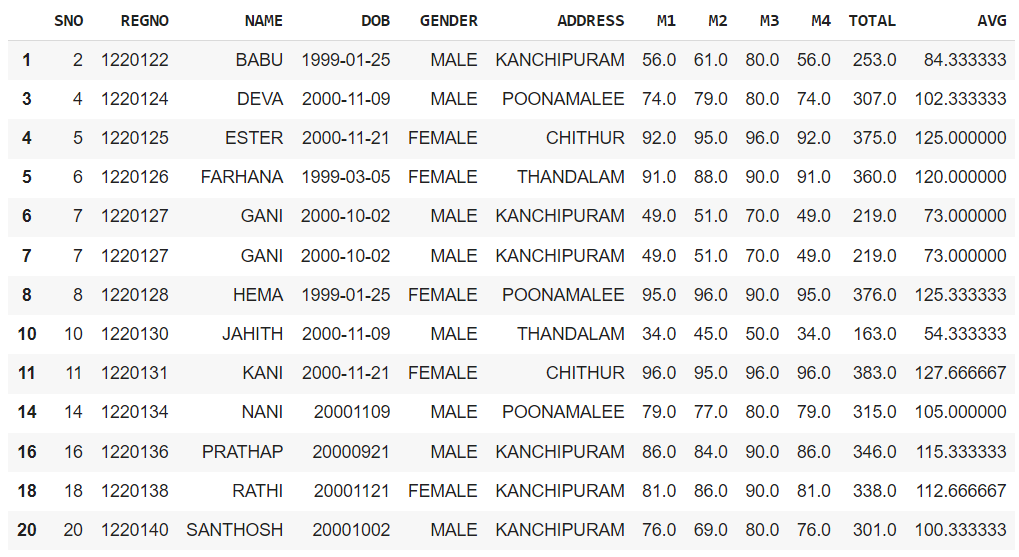 SNO REGNO NAME DOB GENDER ADDRESS M1 M2 M3 M4 TOTAL AVG
1 2 1220122 BABU 1999-01-25 MALE KANCHIPURAM 56.0 61.0 80.0 56.0 253.0 84.333333
3 4 1220124 DEVA 2000-11-09 MALE POONAMALEE 74.0 79.0 80.0 74.0 307.0 102.333333
4 5 1220125 ESTER 2000-11-21 FEMALE CHITHUR 92.0 95.0 96.0 92.0 375.0 125.000000
5 6 1220126 FARHANA 1999-03-05 FEMALE THANDALAM 91.0 88.0 90.0 91.0 360.0 120.000000
6 7 1220127 GANI 2000-10-02 MALE KANCHIPURAM 49.0 51.0 70.0 49.0 219.0 73.000000
7 7 1220127 GANI 2000-10-02 MALE KANCHIPURAM 49.0 51.0 70.0 49.0 219.0 73.000000
8 8 1220128 HEMA 1999-01-25 FEMALE POONAMALEE 95.0 96.0 90.0 95.0 376.0 125.333333
10 10 1220130 JAHITH 2000-11-09 MALE THANDALAM 34.0 45.0 50.0 34.0 163.0 54.333333
11 11 1220131 KANI 2000-11-21 FEMALE CHITHUR 96.0 95.0 96.0 96.0 383.0 127.666667
14 14 1220134 NANI 20001109 MALE POONAMALEE 79.0 77.0 80.0 79.0 315.0 105.000000
16 16 1220136 PRATHAP 20000921 MALE KANCHIPURAM 86.0 84.0 90.0 86.0 346.0 115.333333
18 18 1220138 RATHI 20001121 FEMALE KANCHIPURAM 81.0 86.0 90.0 81.0 338.0 112.666667
20 20 1220140 SANTHOSH 20001002 MALE KANCHIPURAM 76.0 69.0 80.0 76.0 301.0 100.333333